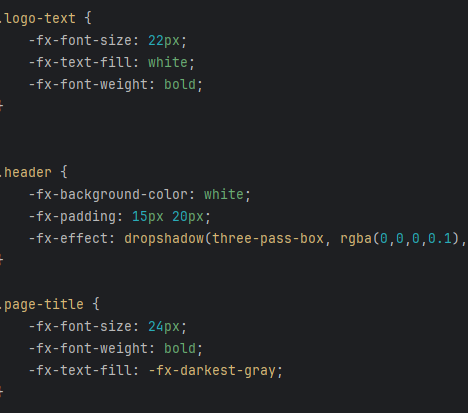 .logo-text {
    -fx-font-size: 22px;
    -fx-text-fill: white;
    -fx-font-weight: bold;
}
.header {
    -fx-background-color: white;
    -fx-padding: 15px 20px;
    -fx-effect: dropshadow(three-pass-box, rgba(0,0,0,0.1),
}
.page-title {
    -fx-font-size: 24px;
    -fx-font-weight: bold;
    -fx-text-fill: -fx-darkest-gray;
}